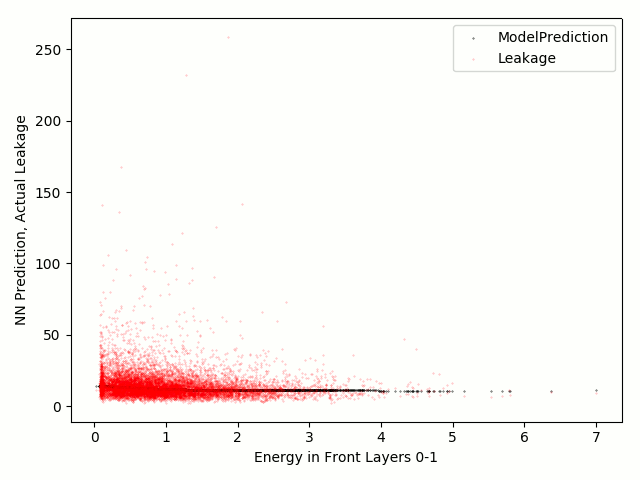 ModelPrediction
Leakage
NN Prediction, Actual Leakage
250
200
150
100
50
0
0 1 2 3 4 5 6 7
Energy in Front Layers 0-1